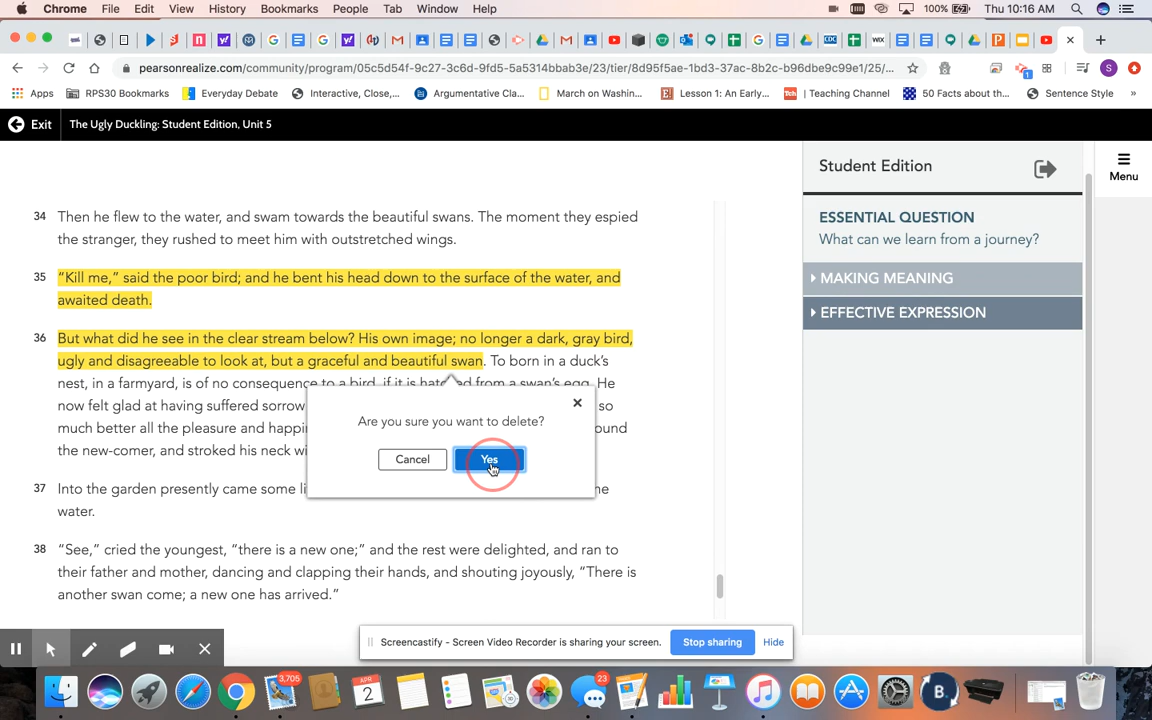 Chrome File Edit View History Bookmarks People Tab Window Help 100% Thu 10:16 AM
pearsonrealize.com/community/program/05c5d54f-9c27-3c6d-9fd5-5a5314bbab3e/23/tier/8d95f5ae-1bd3-37ac-8b2c-b96dbe9c99e1/25/... S
Apps RPS30 Bookmarks Everyday Debate Interactive, Close,... Argumentative Cla... March on Washin... Lesson 1: An Early... | Teaching Channel 50 Facts about th... Sentence Style »
Exit The Ugly Duckling: Student Edition, Unit 5
Student Edition
Menu
ESSENTIAL QUESTION
What can we learn from a journey?
MAKING MEANING
EFFECTIVE EXPRESSION
34 Then he flew to the water, and swam towards the beautiful swans. The moment they espied
the stranger, they rushed to meet him with outstretched wings.
35 “Kill me,” said the poor bird; and he bent his head down to the surface of the water, and
awaited death.
36 But what did he see in the clear stream below? His own image; no longer a dark, gray bird,
ugly and disagreeable to look at, but a graceful and beautiful swan. To born in a duck’s
nest, in a farmyard, is of no consequence to a bird, if it is hatched from a swan’s egg. He
now felt glad at having suffered sorrow so
much better all the pleasure and happi ound
the new-comer, and stroked his neck wi
Are you sure you want to delete?
Cancel Yes
37 Into the garden presently came some li he
water.
38 “See,” cried the youngest, “there is a new one;” and the rest were delighted, and ran to
their father and mother, dancing and clapping their hands, and shouting joyously, “There is
another swan come; a new one has arrived.”
Screencastify - Screen Video Recorder is sharing your screen. Stop sharing Hide
3,705 APR 2 23 B